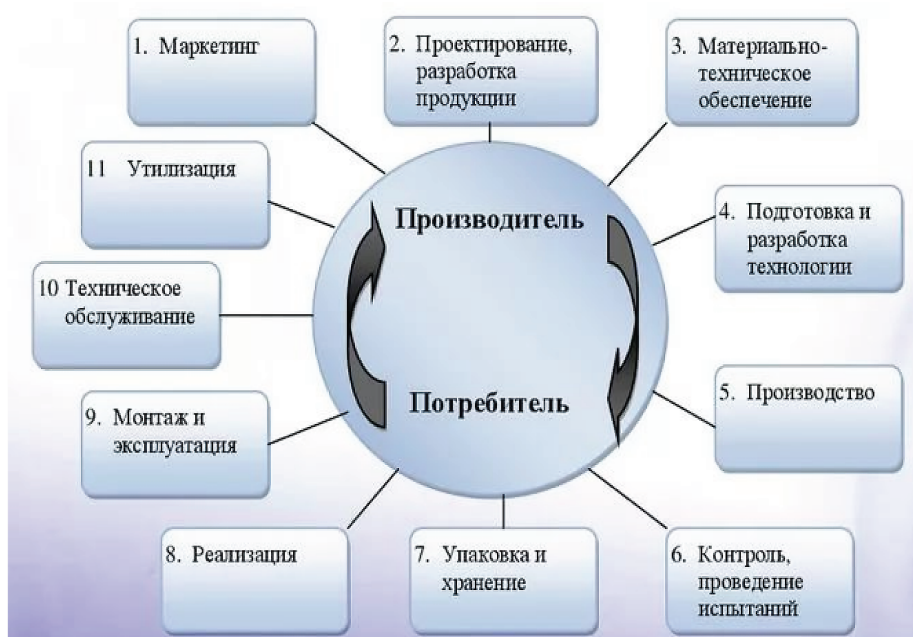 1. Маркетинг
2. Проектирование,
разработка
продукции
3. Материально-
техническое
обеспечение
11 Утилизация
Производитель
4. Подготовка и
разработка
технологии
10 Техническое
обслуживание
Потребитель
5. Производство
9. Монтаж и
эксплуатация
8. Реализация
7. Упаковка и
хранение
6. Контроль,
проведение
испытаний